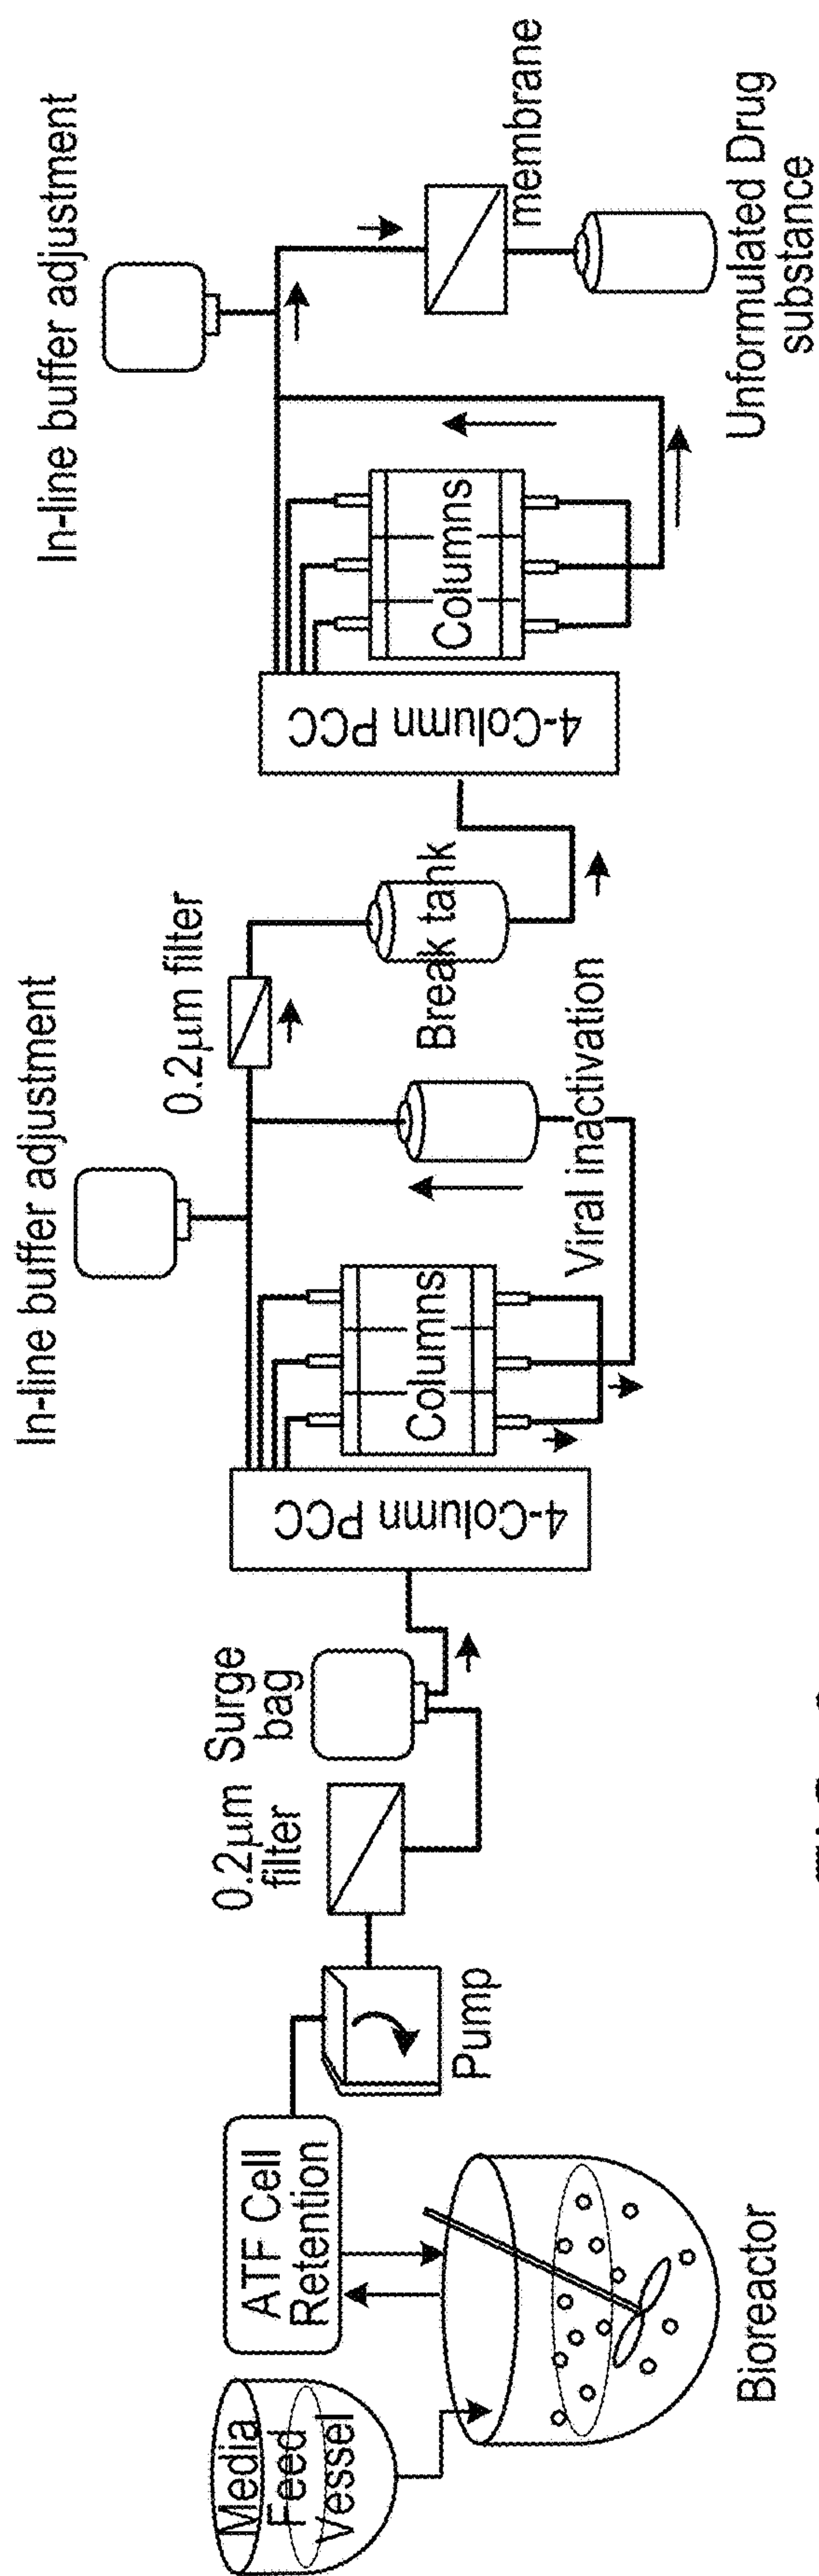 Media
Feed
Vessel
ATF Cell
Retention
Bioreactor
Pump
0.2µm
filter
Surge
bag
4-Column PCC
Columns
In-line buffer adjustment
Viral inactivation
0.2µm filter
Break tank
4-Column PCC
Columns
In-line buffer adjustment
membrane
Unformulated Drug
substance